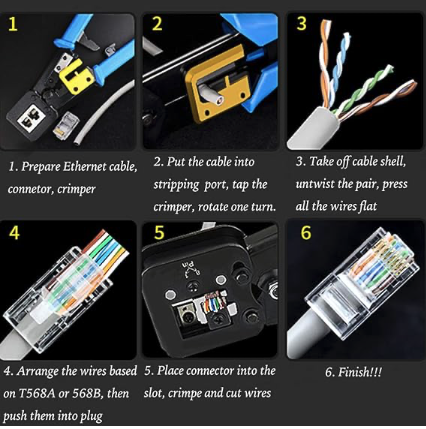 1
2
3
1. Prepare Ethernet cable,
connetor, crimper
2. Put the cable into
stripping port, tap the
crimper, rotate one turn.
3. Take off cable shell,
untwist the pair, press
all the wires flat
4
5
6
8 Pin
4. Arrange the wires based
on T568A or 568B, then
push them into plug
5. Place connector into the
slot, crimpe and cut wires
6. Finish!!!